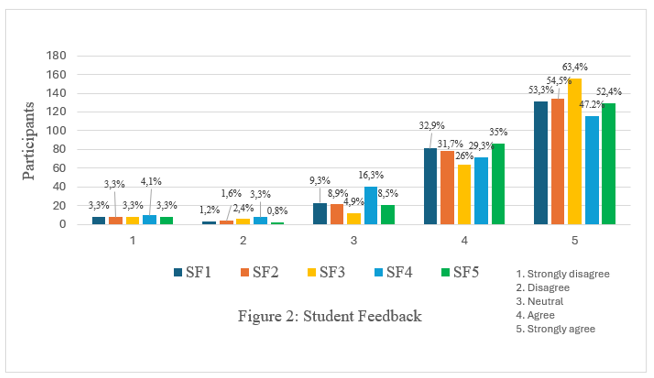 180
160
140
120
100
80
60
40
20
0
Participants
3,3% 3,3% 3,3% 4,1% 3,3%
1,2% 1,6% 2,4% 3,3% 0,8%
9,3% 8,9% 4,9% 16,3% 8,5%
32,9% 31,7% 26% 29,3% 35%
53,3% 54,5% 63,4% 47.2% 52,4%
1 2 3 4 5
SF1 SF2 SF3 SF4 SF5
1. Strongly disagree
2. Disagree
3. Neutral
4. Agree
5. Strongly agree
Figure 2: Student Feedback